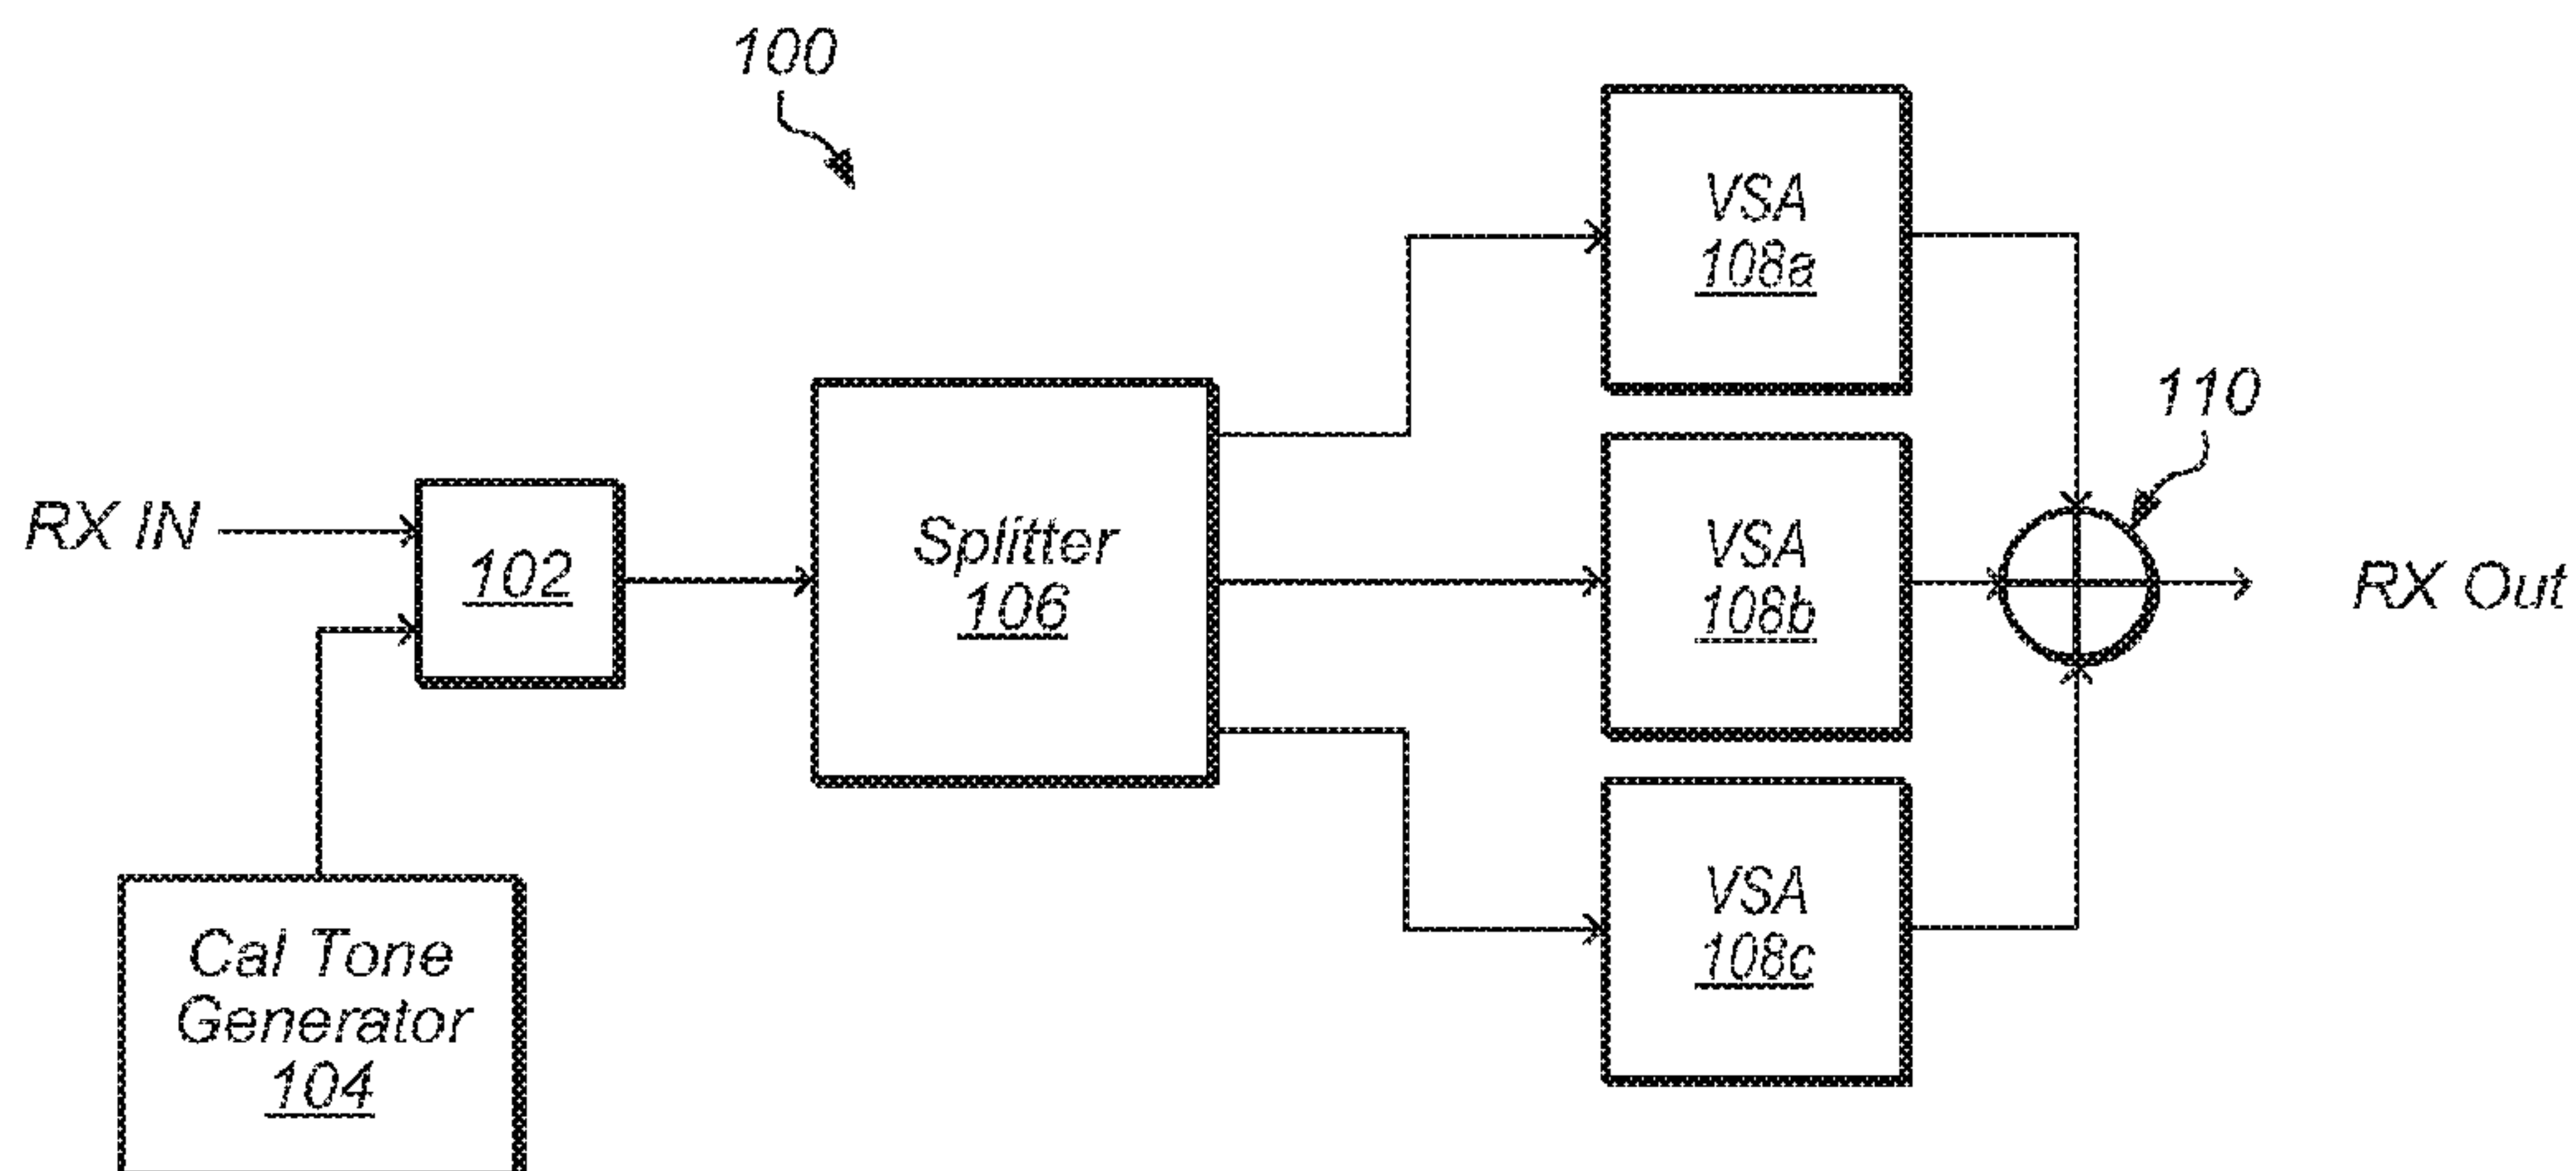 100
VSA
108a
110
RX IN
102
Splitter
106
VSA
108b
RX Out
Cal Tone
Generator
104
VSA
108c